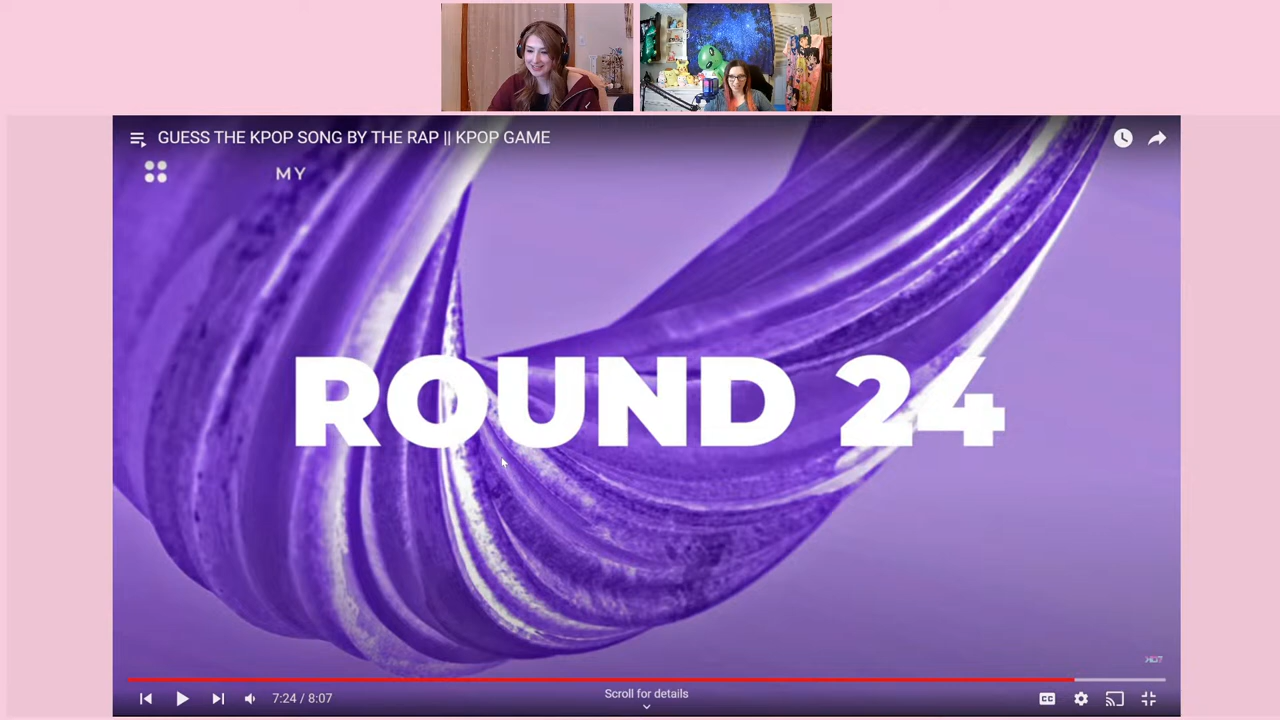 GUESS THE KPOP SONG BY THE RAP || KPOP GAME
MY
ROUND 24
7:24 / 8:07
Scroll for details
CC